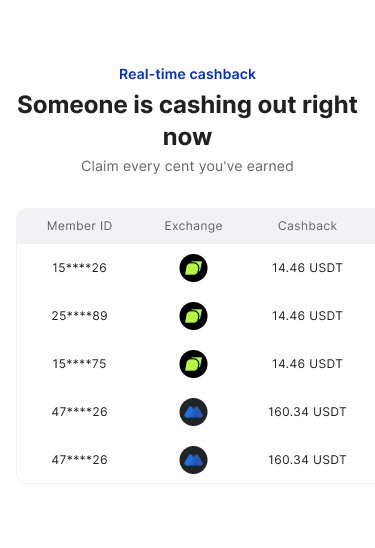 Real-time cashback
Someone is cashing out right
now
Claim every cent you've earned
Member ID Exchange Cashback
15****26 14.46 USDT
25****89 14.46 USDT
15****75 14.46 USDT
47****26 160.34 USDT
47****26 160.34 USDT